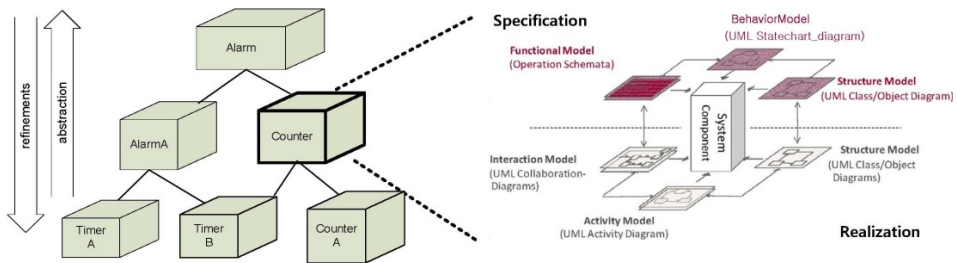 refinements
abstraction
Alarm
AlarmA
Counter
Timer
A
Timer
B
Counter
A
Specification
BehaviorModel
(UML Statechart_diagram)
Functional Model
(Operation Schemata)
Structure Model
(UML Class/Object Diagram)
System
Component
Interaction Model
(UML Collaboration-
Diagrams)
Structure Model
(UML Class/Object
Diagrams)
Activity Model
(UML Activity Diagram)
Realization